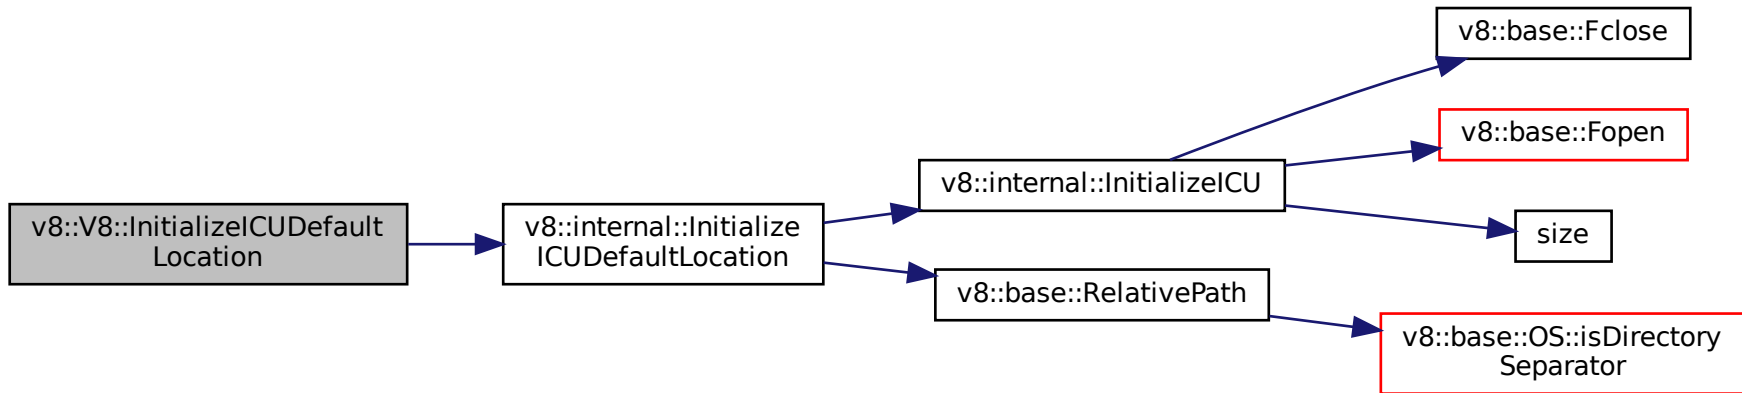 v8::V8::InitializeICUDefault
Location
v8::internal::Initialize
ICUDefaultLocation
v8::internal::InitializeICU
v8::base::Fclose
v8::base::Fopen
size
v8::base::RelativePath
v8::base::OS::isDirectory
Separator